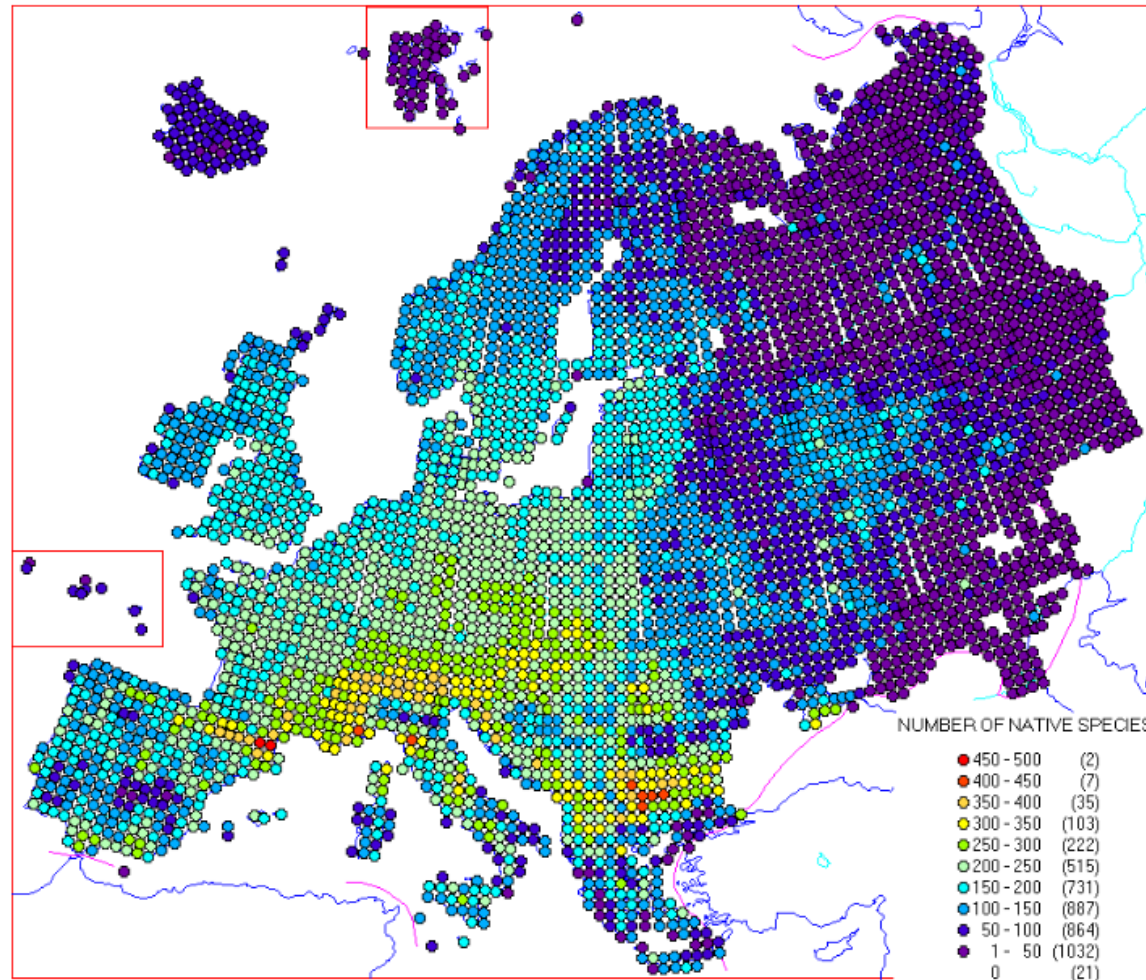 NUMBER OF NATIVE SPECIES
450 - 500 (2)
400 - 450 (7)
350 - 400 (35)
300 - 350 (103)
250 - 300 (222)
200 - 250 (515)
150 - 200 (731)
100 - 150 (887)
50 - 100 (864)
1 - 50 (1032)
0 (21)